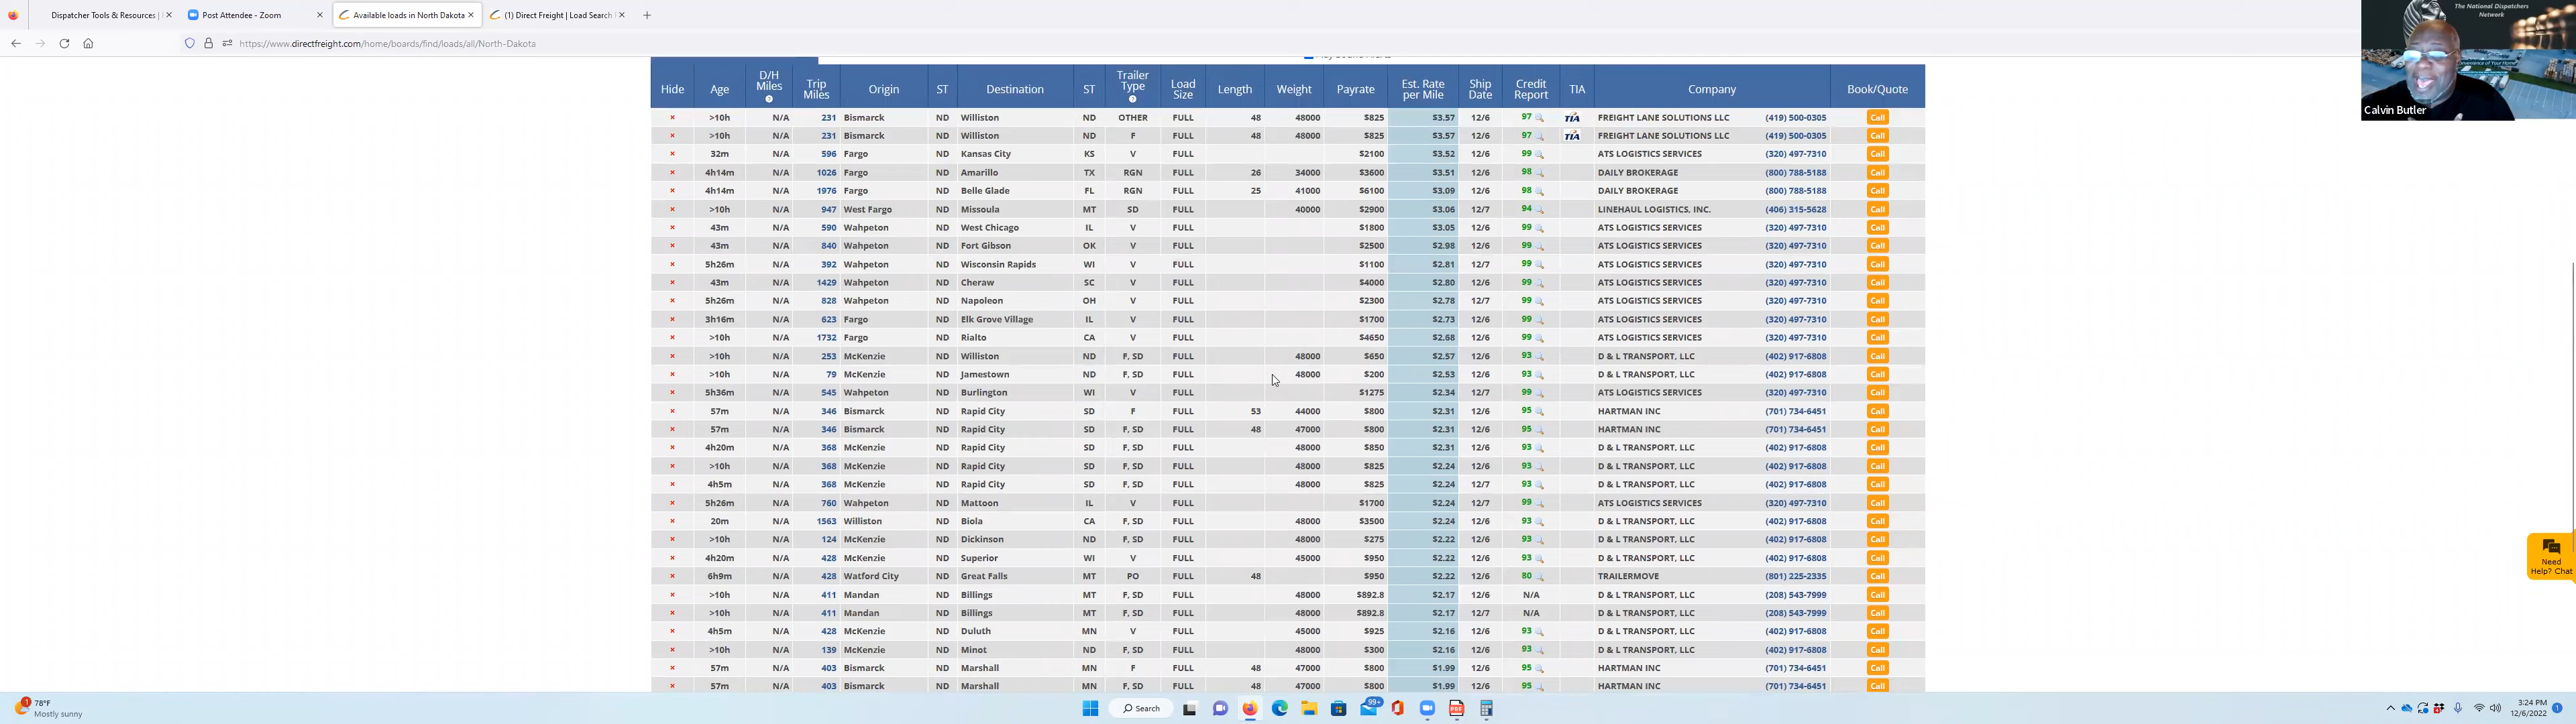 Dispatcher Tools & Resources |
Post Attendee - Zoom
Available loads in North Dakota
(1) Direct Freight | Load Search
https://www.directfreight.com/home/boards/find/loads/all/North-Dakota
The National Dispatchers
Network
Convenience of Your Home
Calvin Butler
Hide Age D/H Miles Trip Miles Origin ST Destination ST Trailer Type Load Size Length Weight Payrate Est. Rate per Mile Ship Date Credit Report TIA Company Book/Quote
× >10h N/A 231 Bismarck ND Williston ND OTHER FULL 48 48000 $825 $3.57 12/6 97 TIA FREIGHT LANE SOLUTIONS LLC (419) 500-0305 Call
× >10h N/A 231 Bismarck ND Williston ND F FULL 48 48000 $825 $3.57 12/6 97 TIA FREIGHT LANE SOLUTIONS LLC (419) 500-0305 Call
× 32m N/A 596 Fargo ND Kansas City KS V FULL $2100 $3.52 12/6 99 ATS LOGISTICS SERVICES (320) 497-7310 Call
× 4h14m N/A 1026 Fargo ND Amarillo TX RGN FULL 26 34000 $3600 $3.51 12/6 98 DAILY BROKERAGE (800) 788-5188 Call
× 4h14m N/A 1976 Fargo ND Belle Glade FL RGN FULL 25 41000 $6100 $3.09 12/6 98 DAILY BROKERAGE (800) 788-5188 Call
× >10h N/A 947 West Fargo ND Missoula MT SD FULL 40000 $2900 $3.06 12/7 94 LINEHAUL LOGISTICS, INC. (406) 315-5628 Call
× 43m N/A 590 Wahpeton ND West Chicago IL V FULL $1800 $3.05 12/6 99 ATS LOGISTICS SERVICES (320) 497-7310 Call
× 43m N/A 840 Wahpeton ND Fort Gibson OK V FULL $2500 $2.98 12/6 99 ATS LOGISTICS SERVICES (320) 497-7310 Call
× 5h26m N/A 392 Wahpeton ND Wisconsin Rapids WI V FULL $1100 $2.81 12/7 99 ATS LOGISTICS SERVICES (320) 497-7310 Call
× 43m N/A 1429 Wahpeton ND Cheraw SC V FULL $4000 $2.80 12/6 99 ATS LOGISTICS SERVICES (320) 497-7310 Call
× 5h26m N/A 828 Wahpeton ND Napoleon OH V FULL $2300 $2.78 12/7 99 ATS LOGISTICS SERVICES (320) 497-7310 Call
× 3h16m N/A 623 Fargo ND Elk Grove Village IL V FULL $1700 $2.73 12/6 99 ATS LOGISTICS SERVICES (320) 497-7310 Call
× >10h N/A 1732 Fargo ND Rialto CA V FULL $4650 $2.68 12/6 99 ATS LOGISTICS SERVICES (320) 497-7310 Call
× >10h N/A 253 McKenzie ND Williston ND F, SD FULL 48000 $650 $2.57 12/6 93 D & L TRANSPORT, LLC (402) 917-6808 Call
× >10h N/A 79 McKenzie ND Jamestown ND F, SD FULL 48000 $200 $2.53 12/6 93 D & L TRANSPORT, LLC (402) 917-6808 Call
× 5h36m N/A 545 Wahpeton ND Burlington WI V FULL $1275 $2.34 12/7 99 ATS LOGISTICS SERVICES (320) 497-7310 Call
× 57m N/A 346 Bismarck ND Rapid City SD F FULL 53 44000 $800 $2.31 12/6 95 HARTMAN INC (701) 734-6451 Call
× 57m N/A 346 Bismarck ND Rapid City SD F, SD FULL 48 47000 $800 $2.31 12/6 95 HARTMAN INC (701) 734-6451 Call
× 4h20m N/A 368 McKenzie ND Rapid City SD F, SD FULL 48000 $850 $2.31 12/6 93 D & L TRANSPORT, LLC (402) 917-6808 Call
× >10h N/A 368 McKenzie ND Rapid City SD F, SD FULL 48000 $825 $2.24 12/6 93 D & L TRANSPORT, LLC (402) 917-6808 Call
× 4h5m N/A 368 McKenzie ND Rapid City SD F, SD FULL 48000 $825 $2.24 12/7 93 D & L TRANSPORT, LLC (402) 917-6808 Call
× 5h26m N/A 760 Wahpeton ND Mattoon IL V FULL $1700 $2.24 12/7 99 ATS LOGISTICS SERVICES (320) 497-7310 Call
× 20m N/A 1563 Williston ND Biola CA F, SD FULL 48000 $3500 $2.24 12/6 93 D & L TRANSPORT, LLC (402) 917-6808 Call
× >10h N/A 124 McKenzie ND Dickinson ND F, SD FULL 48000 $275 $2.22 12/6 93 D & L TRANSPORT, LLC (402) 917-6808 Call
× 4h20m N/A 428 McKenzie ND Superior WI V FULL 45000 $950 $2.22 12/6 93 D & L TRANSPORT, LLC (402) 917-6808 Call
× 6h9m N/A 428 Watford City ND Great Falls MT PO FULL 48 $950 $2.22 12/6 80 TRAILERMOVE (801) 225-2335 Call
× >10h N/A 411 Mandan ND Billings MT F, SD FULL 48000 $892.8 $2.17 12/6 N/A D & L TRANSPORT, LLC (208) 543-7999 Call
× >10h N/A 411 Mandan ND Billings MT F, SD FULL 48000 $892.8 $2.17 12/7 N/A D & L TRANSPORT, LLC (208) 543-7999 Call
× 4h5m N/A 428 McKenzie ND Duluth MN V FULL 45000 $925 $2.16 12/6 93 D & L TRANSPORT, LLC (402) 917-6808 Call
× >10h N/A 139 McKenzie ND Minot ND F, SD FULL 48000 $300 $2.16 12/6 93 D & L TRANSPORT, LLC (402) 917-6808 Call
× 57m N/A 403 Bismarck ND Marshall MN F FULL 48 47000 $800 $1.99 12/6 95 HARTMAN INC (701) 734-6451 Call
× 57m N/A 403 Bismarck ND Marshall MN F, SD FULL 48 47000 $800 $1.99 12/6 95 HARTMAN INC (701) 734-6451 Call
Need
Help? Chat
78°F
Mostly sunny
Search
99+
3:24 PM
12/6/2022